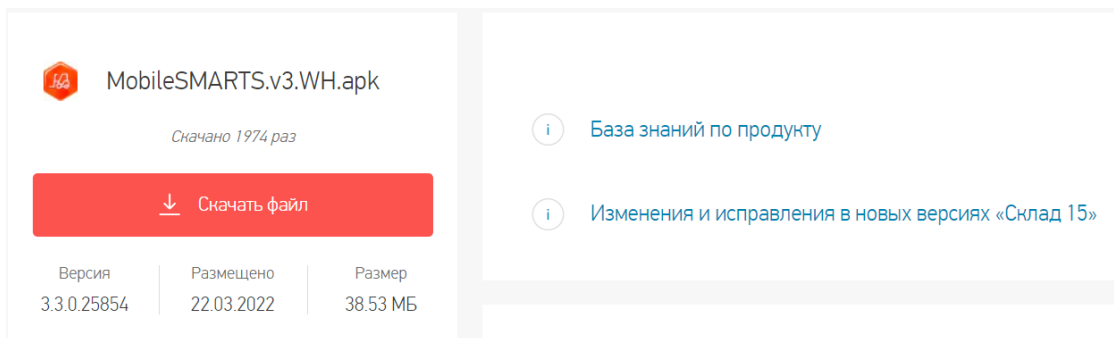 MobileSMARTS.v3.WH.apk
Скачано 1974 раз
Скачать файл
Версия Размещено Размер
3.3.0.25854 22.03.2022 38.53 МБ
i База знаний по продукту
i Изменения и исправления в новых версиях «Склад 15»